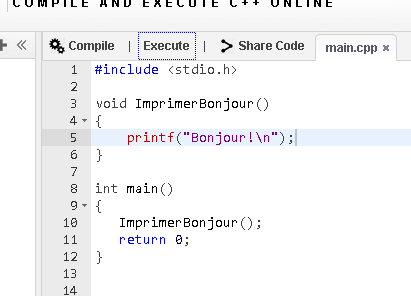 COMPILE AND EXECUTE C++ ONLINE
Compile | Execute | Share Code main.cpp ×
1 #include <stdio.h>
2
3 void ImprimerBonjour()
4 {
5 printf("Bonjour!\n");
6 }
7
8 int main()
9 {
10 ImprimerBonjour();
11 return 0;
12 }
13
14